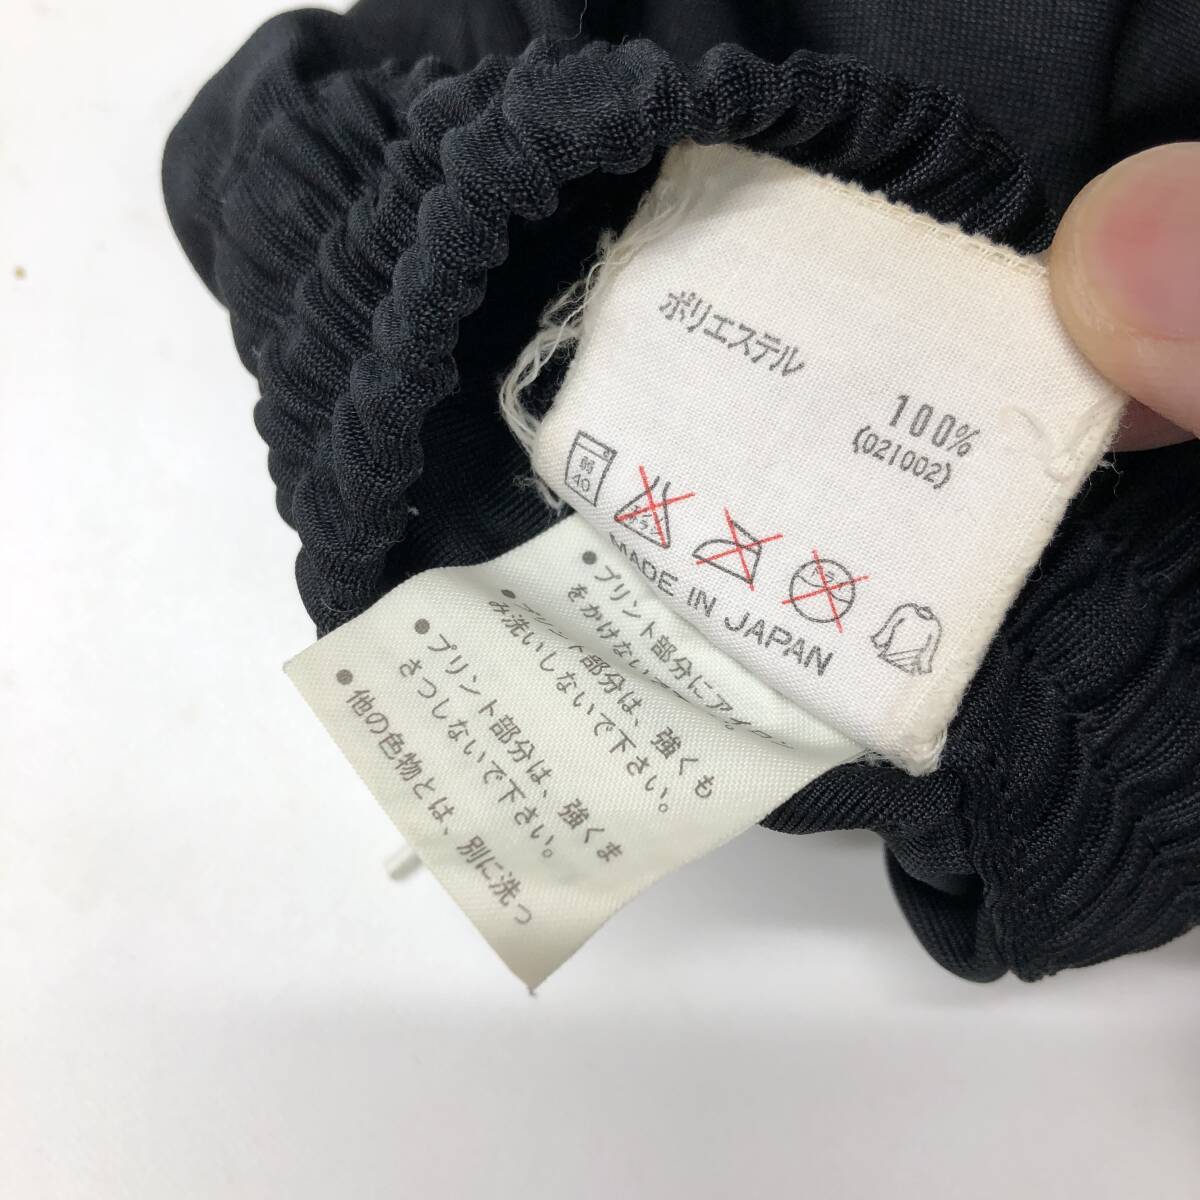 ポリエステル
100%
(021002)
弱
40
MADE IN JAPAN
●プリント部分にアイロン
をかけない
●プリント部分は、強くも
み洗いしないで下さい。
●プリント部分は、強くま
さつしないで下さい。
●他の色物とは、別に洗っ